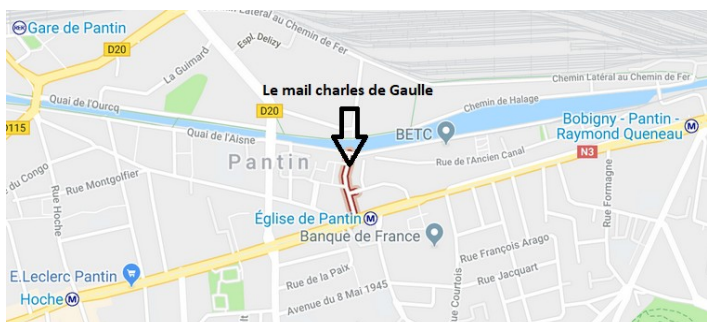 Gare de Pantin
D20
Latéral au Chemin de Fer
Espl. Delizy
La Guimard
Le mail charles de Gaulle
Chemin Latéral au Chemin de Fer
Quai de l'Ourcq
D20
Chemin de Halage
D115
Quai de l'Aisne
BETC
Bobigny - Pantin -
Raymond Queneau
Pantin
Rue de l'Ancien Canal
N3
du Congo
Rue Montgolfier
Rue Hoche
Rue Formagne
Église de Pantin
Banque de France
Rue François Arago
E.Leclerc Pantin
Rue de la Paix
Rue Jacquart
Hoche
Avenue du 8 Mai 1945
Rue Courtois